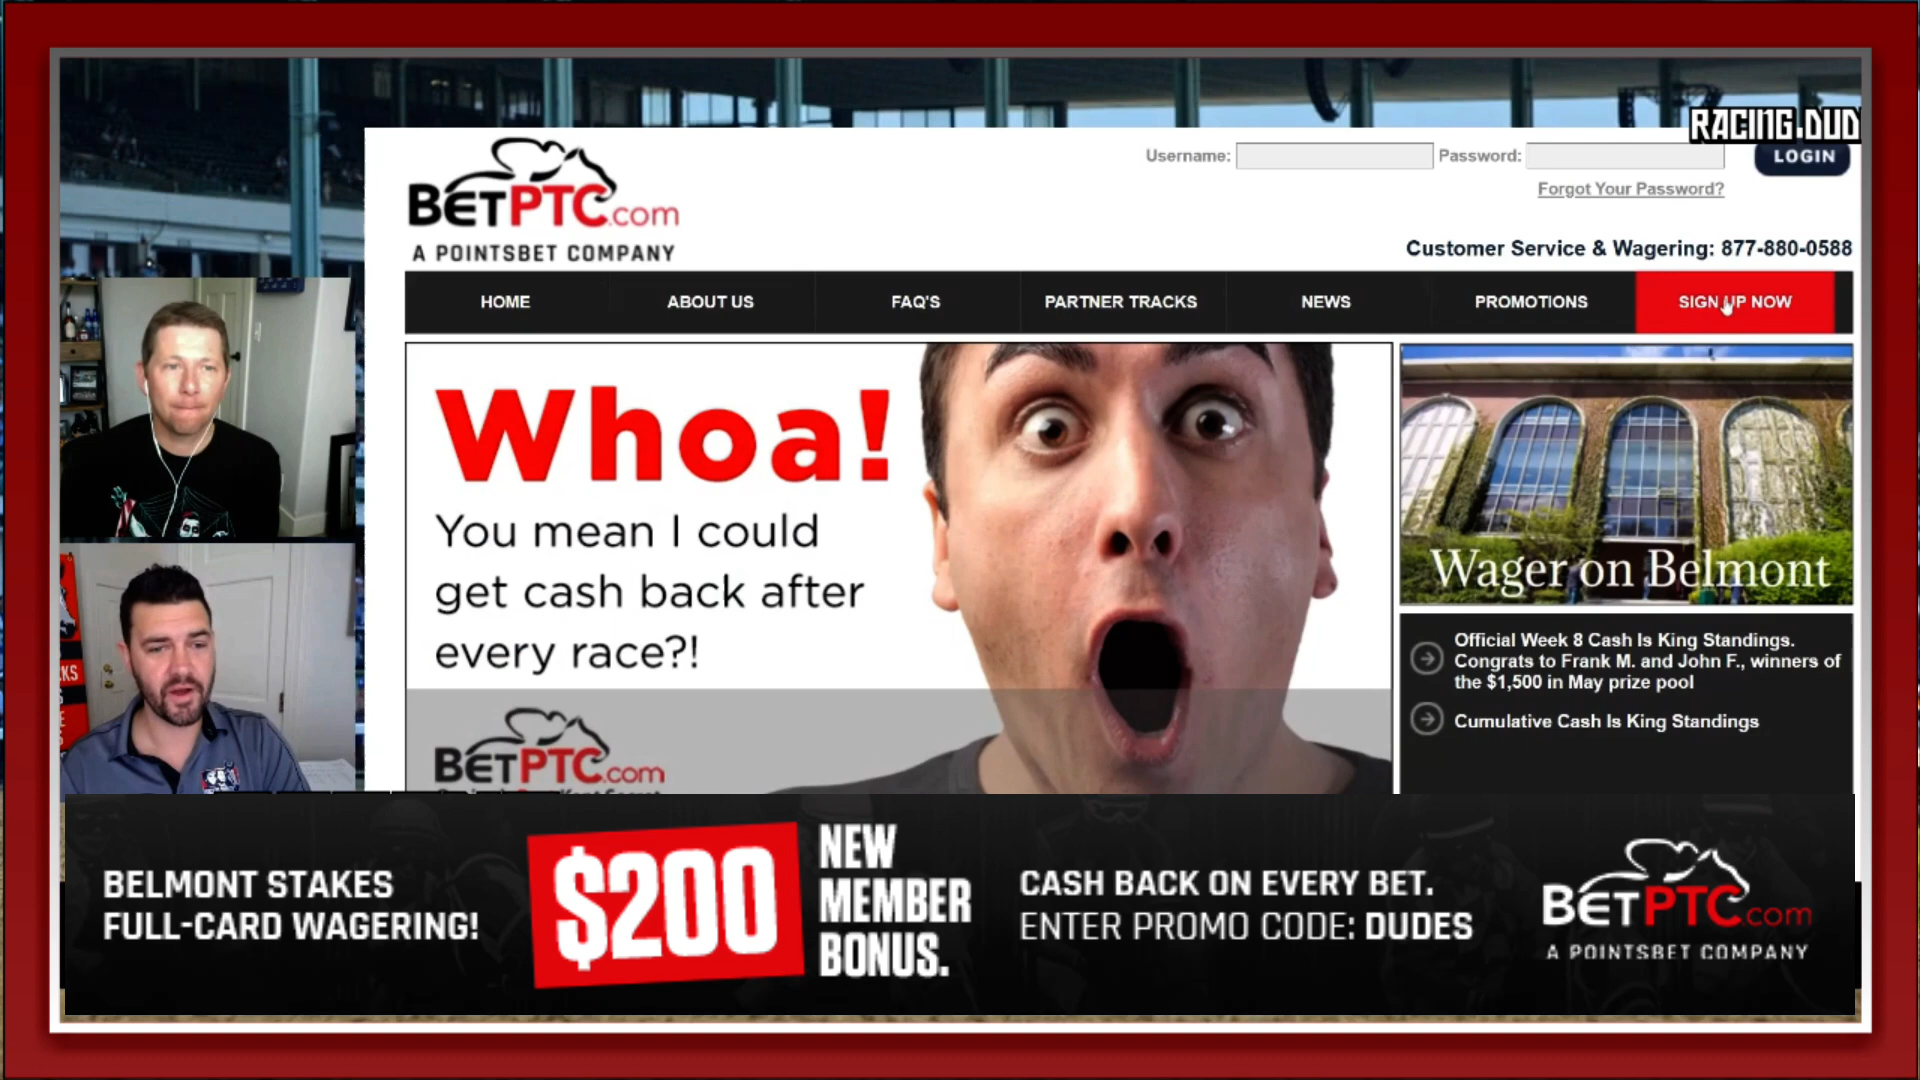 RACING.DUD
BETPTC.com
A POINTSBET COMPANY
Username:
Password:
LOGIN
Forgot Your Password?
Customer Service & Wagering: 877-880-0588
HOME
ABOUT US
FAQ'S
PARTNER TRACKS
NEWS
PROMOTIONS
SIGN UP NOW
Whoa!
You mean I could
get cash back after
every race?!
BETPTC.com
Wager on Belmont
Official Week 8 Cash Is King Standings.
Congrats to Frank M. and John F., winners of
the $1,500 in May prize pool
Cumulative Cash Is King Standings
KS
BELMONT STAKES
FULL-CARD WAGERING!
$200
NEW
MEMBER
BONUS.
CASH BACK ON EVERY BET.
ENTER PROMO CODE: DUDES
BETPTC.com
A POINTSBET COMPANY